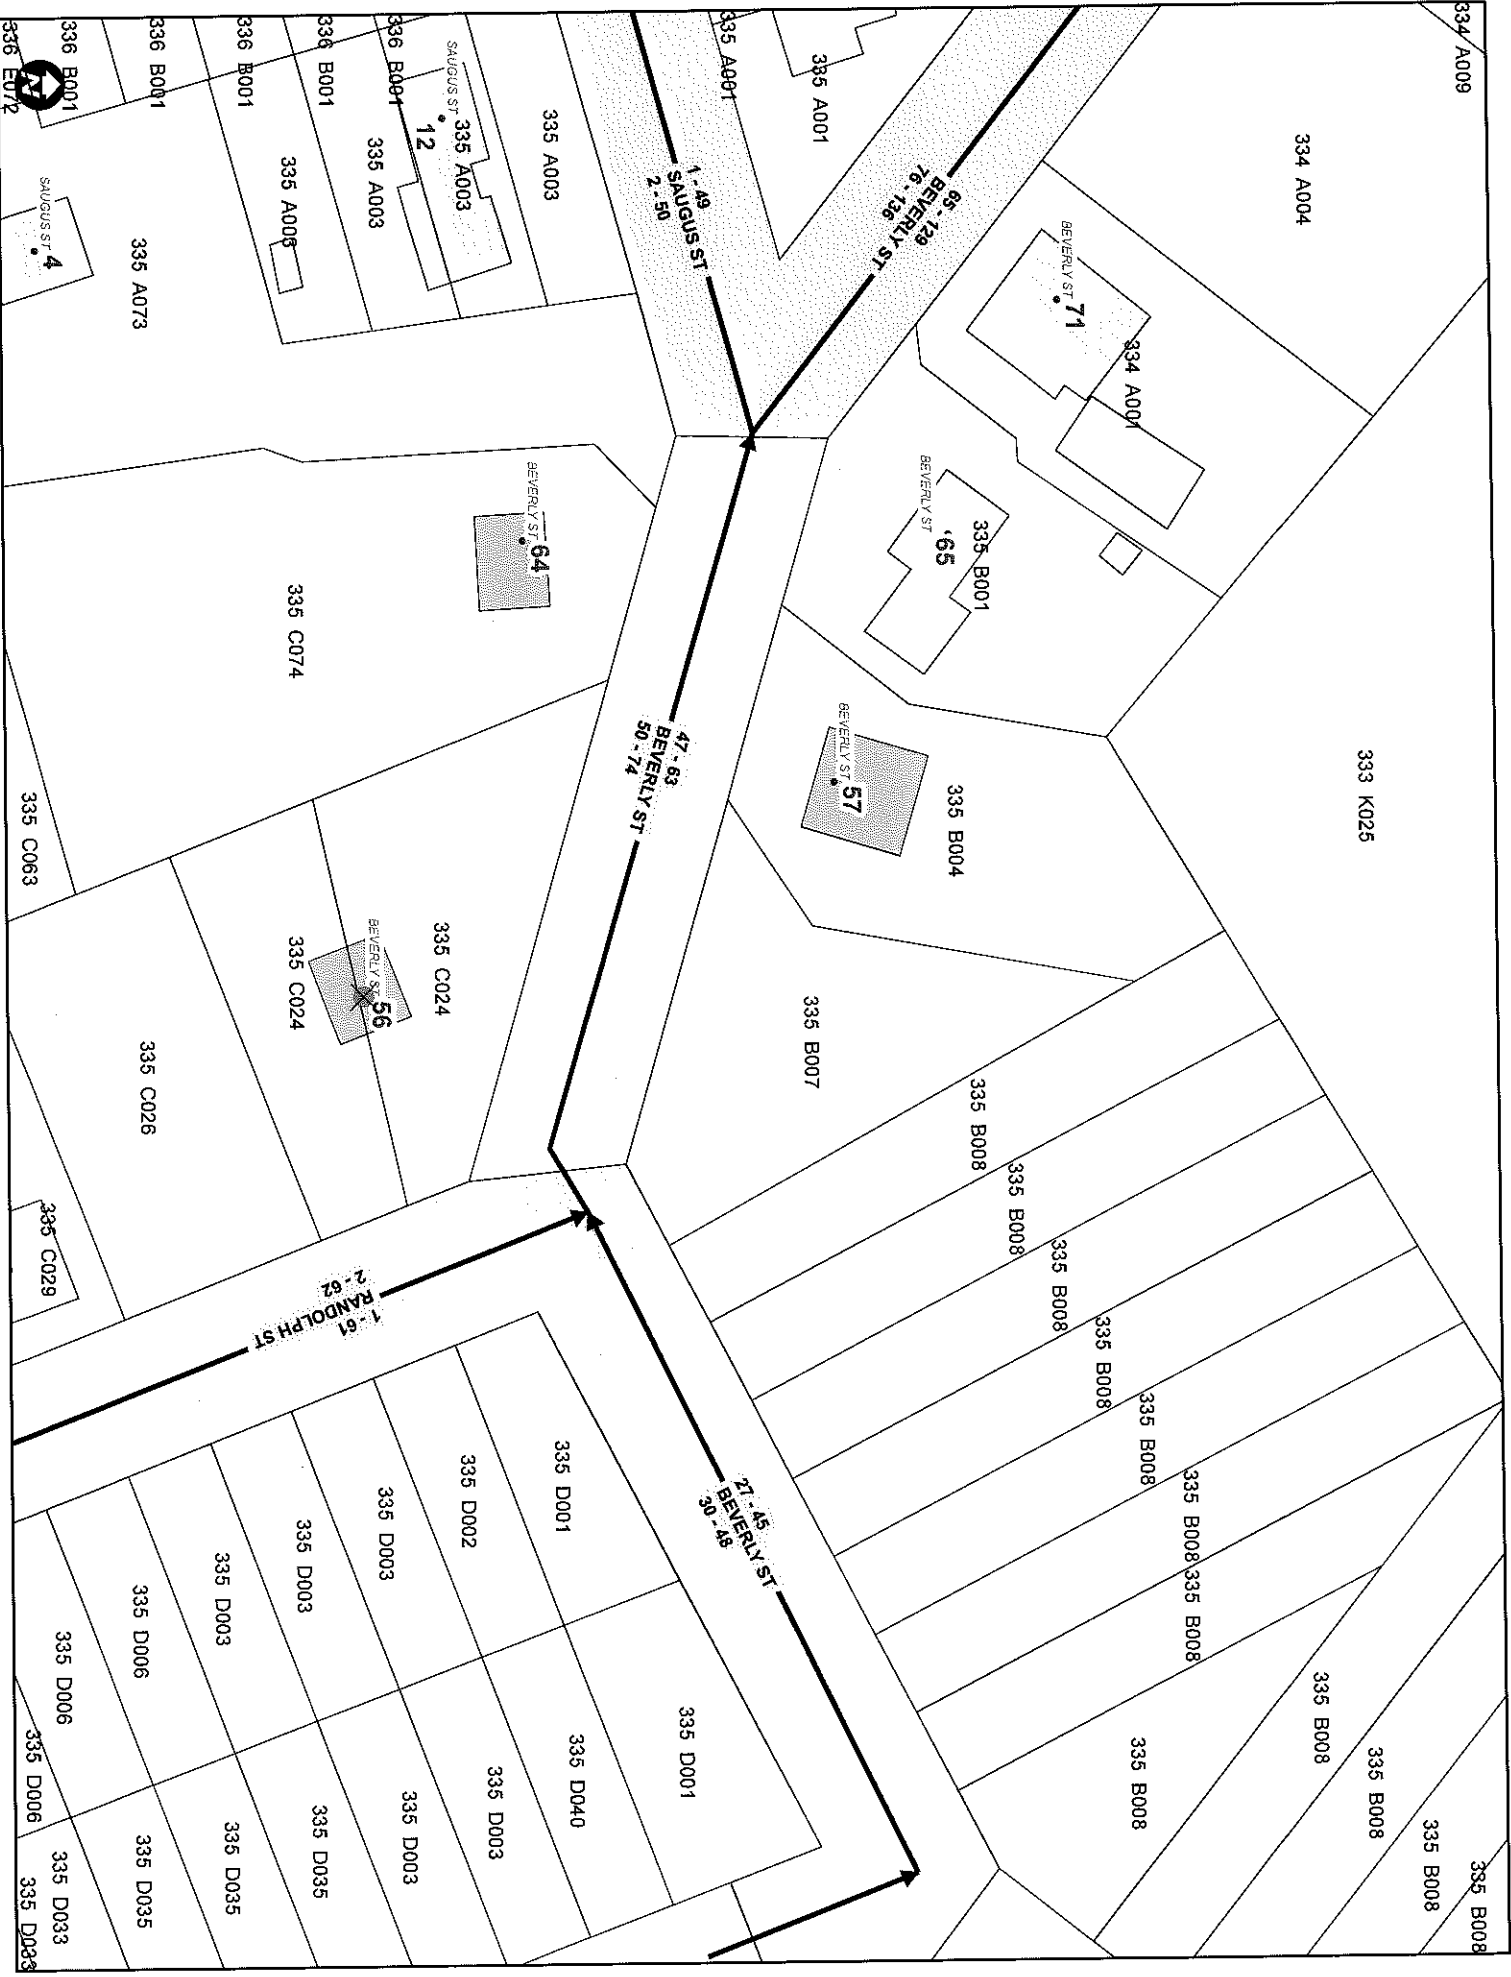 334 A009
335 B008
335 B008
335 B008
335 B008
333 K025
334 A004
335 B008
335 B008
335 B008
335 B008
335 B008
334 A001
335 B008
335 B008
335 B008
335 B008
BEVERLY ST 71
335 B001
335 B004
BEVERLY ST 65
65 - 129
BEVERLY ST
76 - 136
BEVERLY ST 57
335 A001
335 B007
335 A001
27 - 45
BEVERLY ST
30 - 48
1 - 49
SAUGUS ST
2 - 50
47 - 63
BEVERLY ST
50 - 74
335 D001
335 A003
BEVERLY ST 64
335 D001
335 D040
335 A003
SAUGUS ST 12
335 C024
335 D002
335 D003
336 B001
335 A003
BEVERLY ST 56
335 D003
335 D003
1 - 61
RANDOLPH ST
2 - 62
336 B001
335 C074
335 C024
335 D003
335 D035
336 B001
335 D003
335 D035
336 B001
335 A073
335 C026
335 D006
335 D035
336 B001
SAUGUS ST 4
335 C029
335 D006
335 D033
336 E072
N
335 C063
335 D006
335 D033